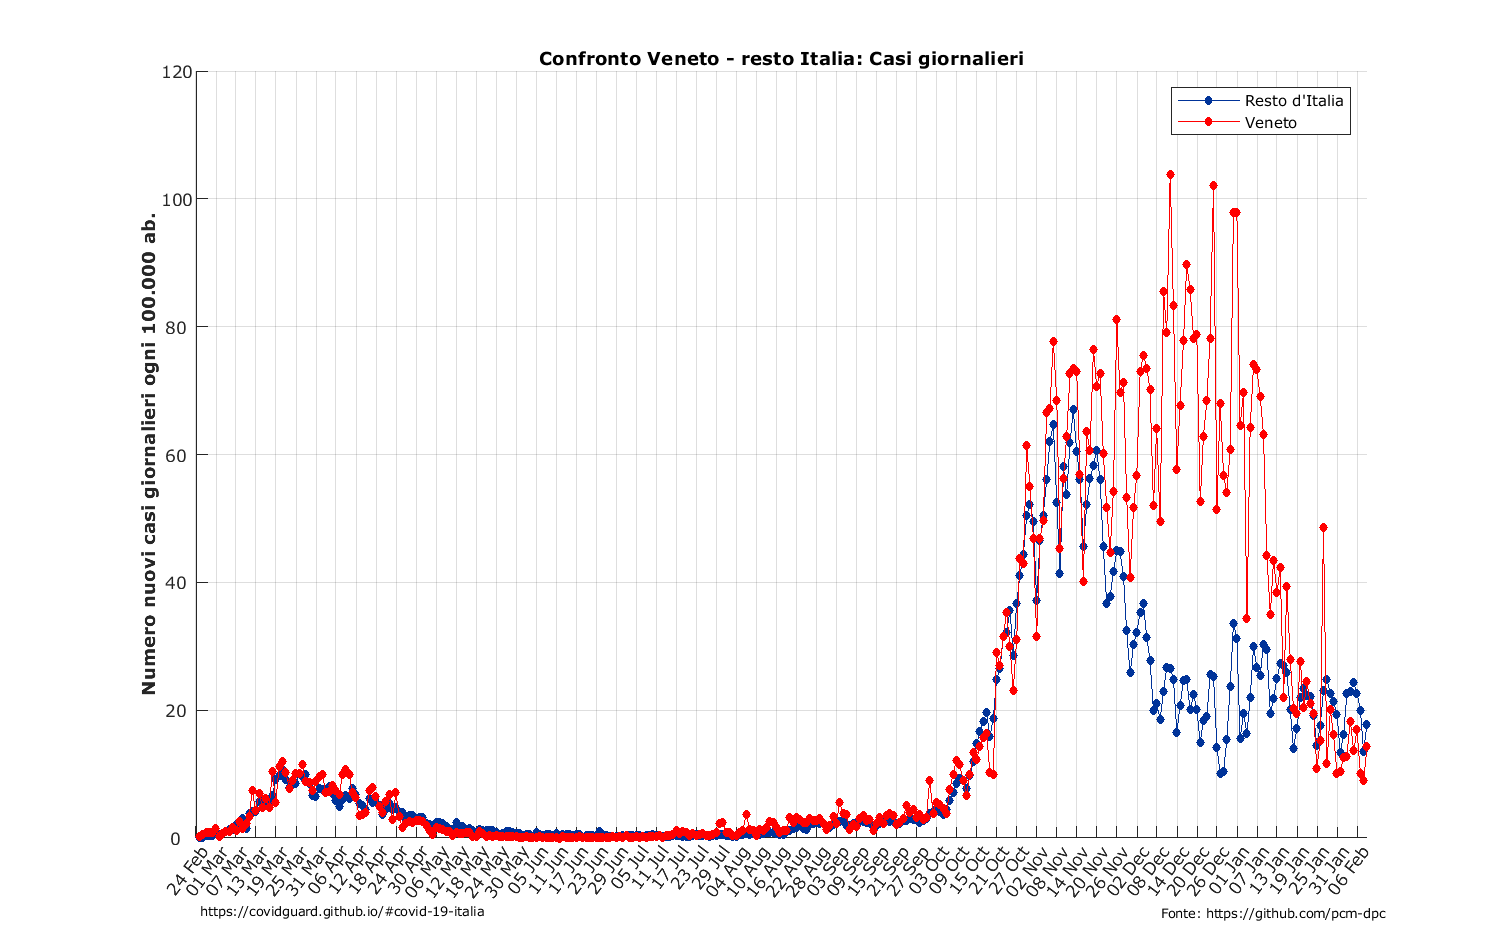 Confronto Veneto - resto Italia: Casi giornalieri
Resto d'Italia
Veneto
Numero nuovi casi giornalieri ogni 100.000 ab.
120
100
80
60
40
20
0
24 Feb
01 Mar
07 Mar
13 Mar
19 Mar
25 Mar
31 Mar
06 Apr
12 Apr
18 Apr
24 Apr
30 Apr
06 May
12 May
18 May
24 May
30 May
05 Jun
11 Jun
17 Jun
23 Jun
29 Jun
05 Jul
11 Jul
17 Jul
23 Jul
29 Jul
04 Aug
10 Aug
16 Aug
22 Aug
28 Aug
03 Sep
09 Sep
15 Sep
21 Sep
27 Sep
03 Oct
09 Oct
15 Oct
21 Oct
27 Oct
02 Nov
08 Nov
14 Nov
20 Nov
26 Nov
02 Dec
08 Dec
14 Dec
20 Dec
26 Dec
01 Jan
07 Jan
13 Jan
19 Jan
25 Jan
31 Jan
06 Feb
https://covidguard.github.io/#covid-19-italia
Fonte: https://github.com/pcm-dpc